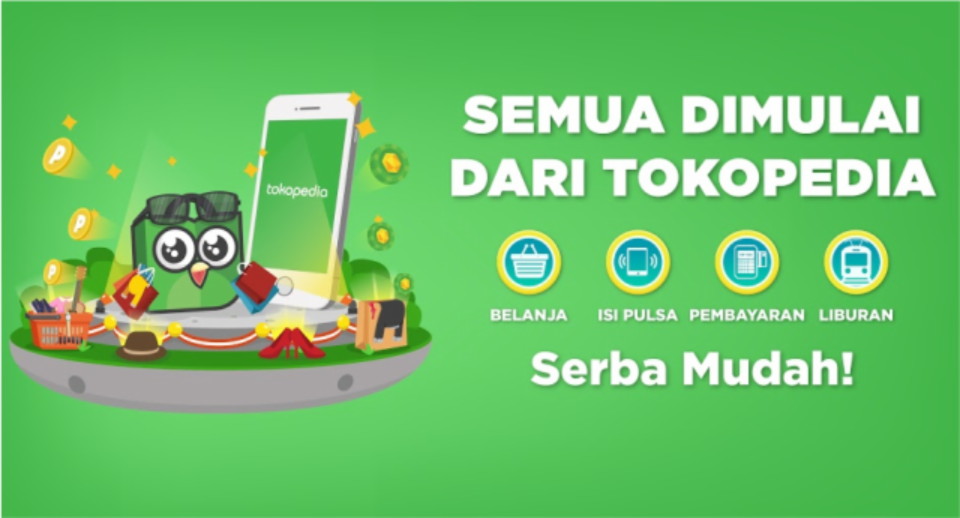 SEMUA DIMULAI
DARI TOKOPEDIA
tokopedia
BELANJA
ISI PULSA
PEMBAYARAN
LIBURAN
Serba Mudah!
P
P
P